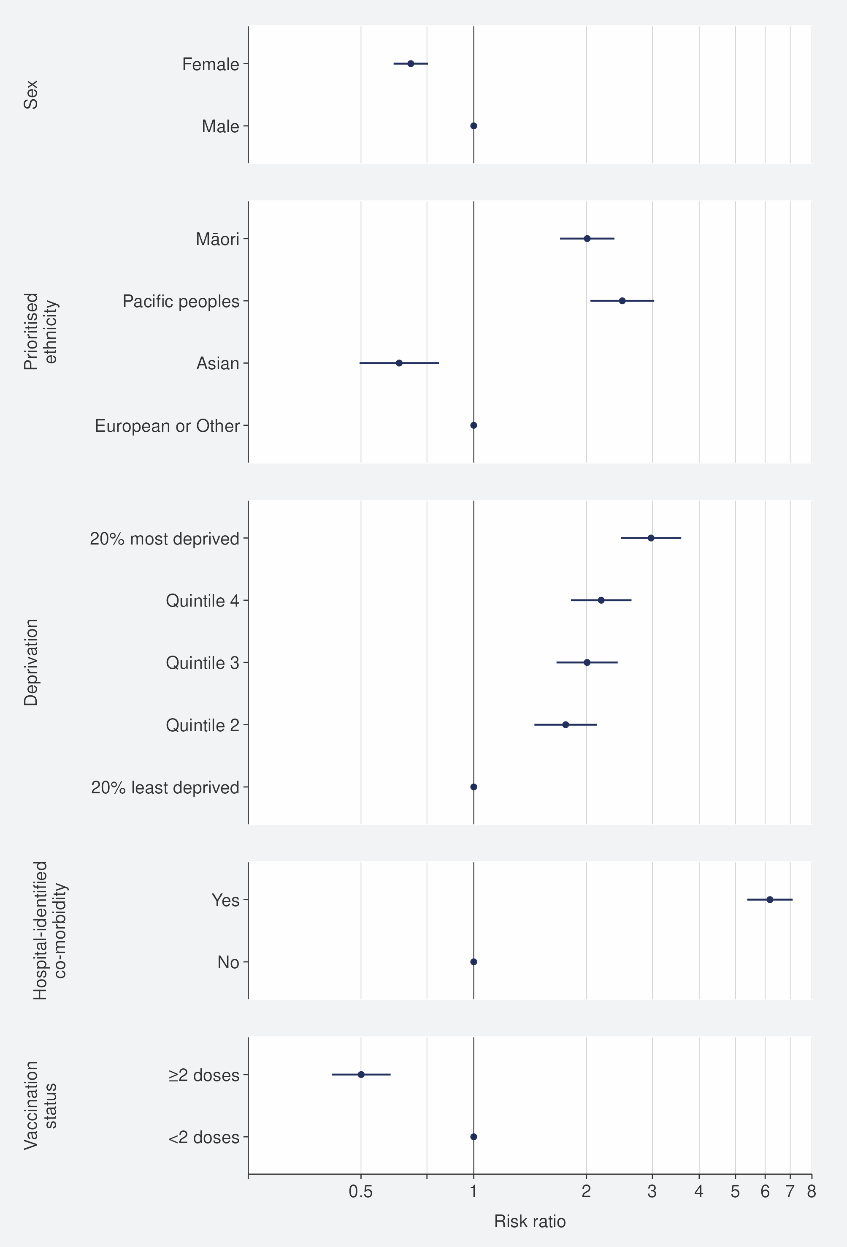 Sex
Female
Male
Prioritised
ethnicity
Māori
Pacific peoples
Asian
European or Other
Deprivation
20% most deprived
Quintile 4
Quintile 3
Quintile 2
20% least deprived
Hospital-identified
co-morbidity
Yes
No
Vaccination
status
≥2 doses
<2 doses
0.5 1 2 3 4 5 6 7 8
Risk ratio